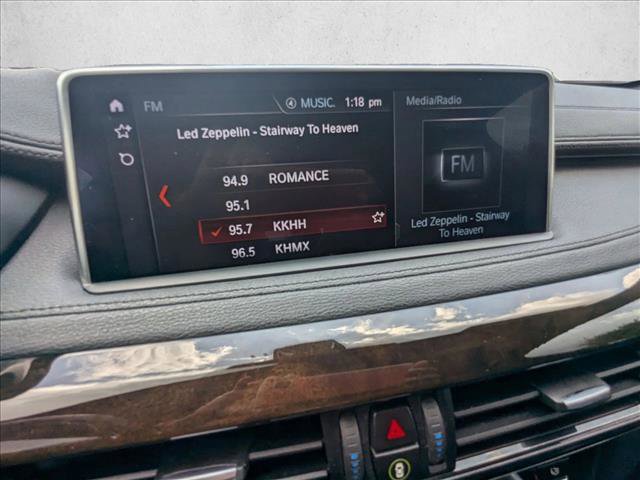 FM
④ MUSIC. 1:18 pm
Media/Radio
Led Zeppelin - Stairway To Heaven
94.9 ROMANCE
95.1
95.7 KKHH
96.5 KHMX
FM
Led Zeppelin - Stairway
To Heaven